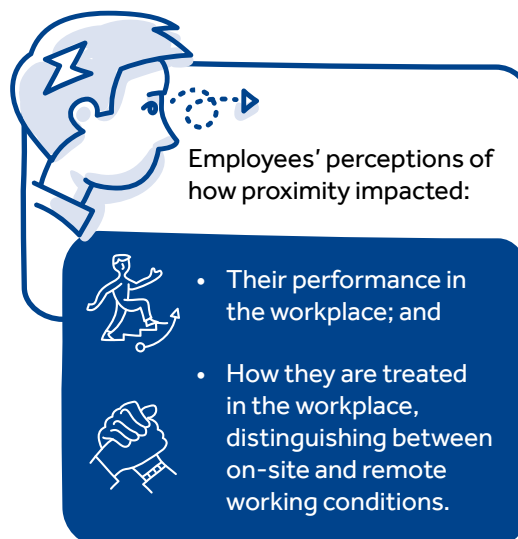 Employees’ perceptions of
how proximity impacted:
• Their performance in
the workplace; and
• How they are treated
in the workplace,
distinguishing between
on-site and remote
working conditions.